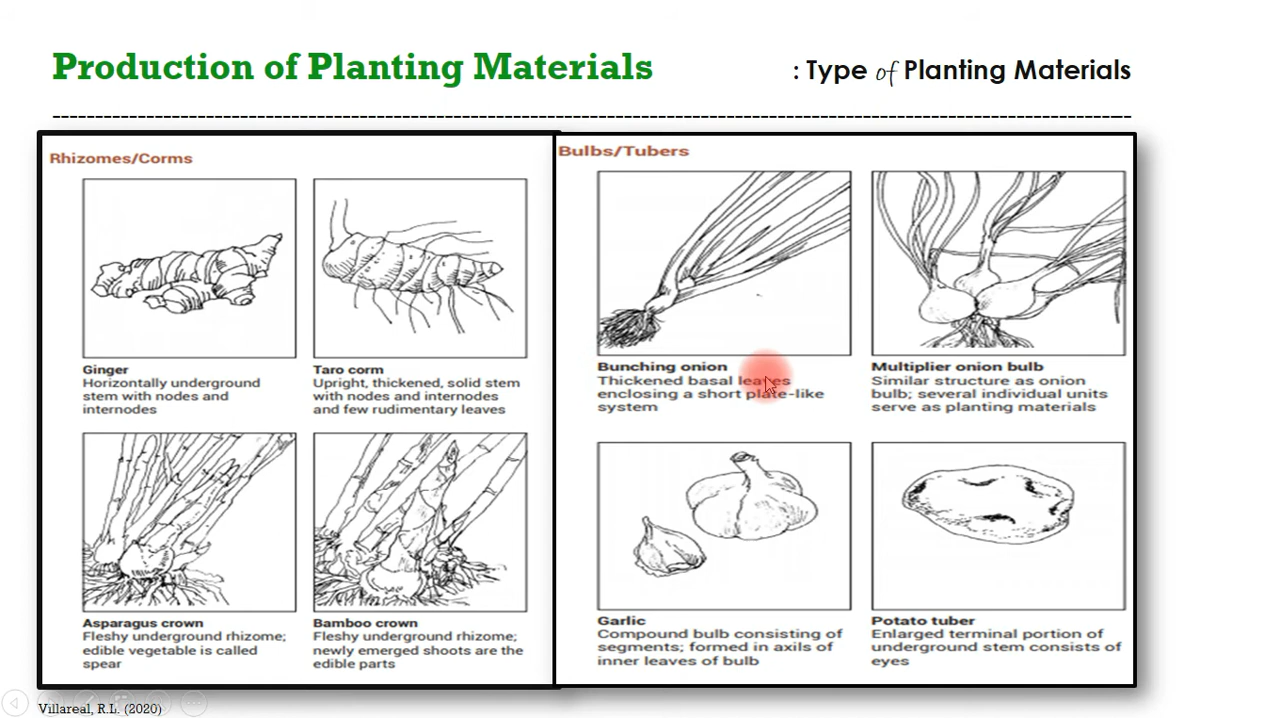 Production of Planting Materials
: Type of Planting Materials
Rhizomes/Corms
Ginger
Horizontally underground
stem with nodes and
internodes
Taro corm
Upright, thickened, solid stem
with nodes and internodes
and few rudimentary leaves
Asparagus crown
Fleshy underground rhizome;
edible vegetable is called
spear
Bamboo crown
Fleshy underground rhizome;
newly emerged shoots are the
edible parts
Bulbs/Tubers
Bunching onion
Thickened basal leaves
enclosing a short plate-like
system
Multiplier onion bulb
Similar structure as onion
bulb; several individual units
serve as planting materials
Garlic
Compound bulb consisting of
segments; formed in axils of
inner leaves of bulb
Potato tuber
Enlarged terminal portion of
underground stem consists of
eyes
Villareal, R.L. (2020)